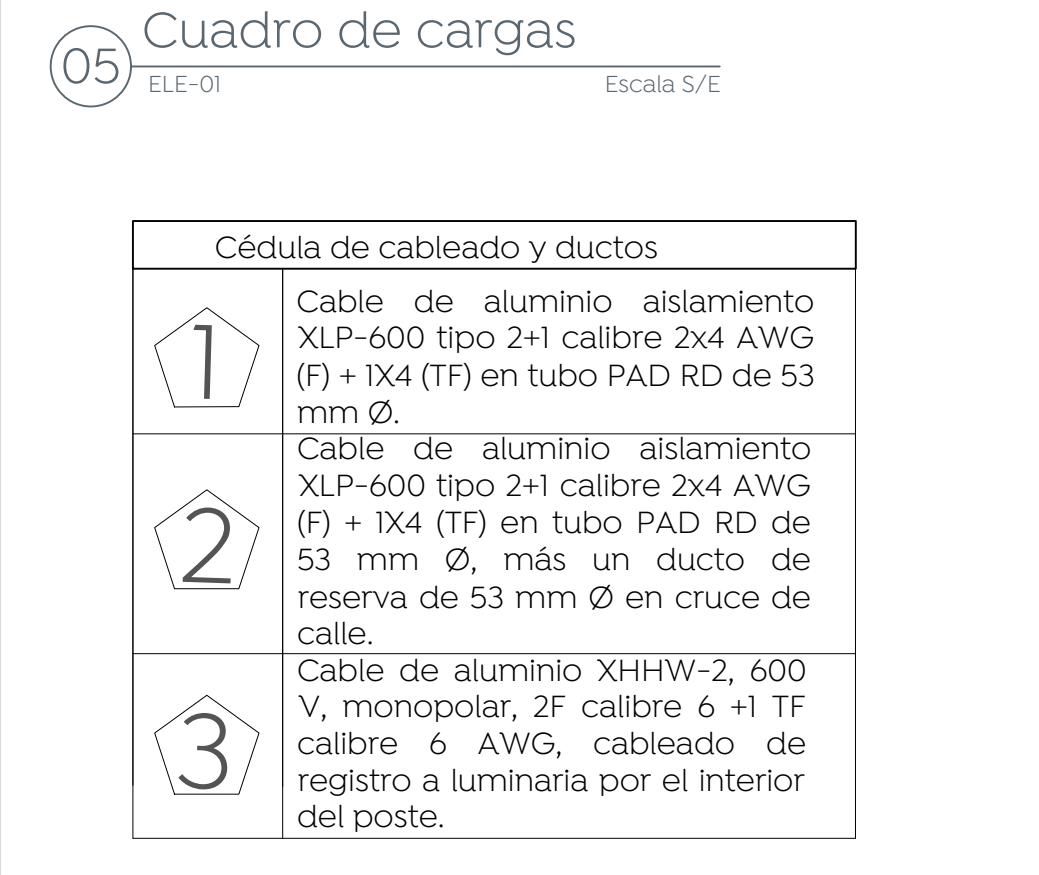 05
Cuadro de cargas
ELE-01
Escala S/E
Cédula de cableado y ductos
1
Cable de aluminio aislamiento
XLP-600 tipo 2+1 calibre 2x4 AWG
(F) + 1X4 (TF) en tubo PAD RD de 53
mm Ø.
2
Cable de aluminio aislamiento
XLP-600 tipo 2+1 calibre 2x4 AWG
(F) + 1X4 (TF) en tubo PAD RD de
53 mm Ø, más un ducto de
reserva de 53 mm Ø en cruce de
calle.
3
Cable de aluminio XHHW-2, 600
V, monopolar, 2F calibre 6 +1 TF
calibre 6 AWG, cableado de
registro a luminaria por el interior
del poste.